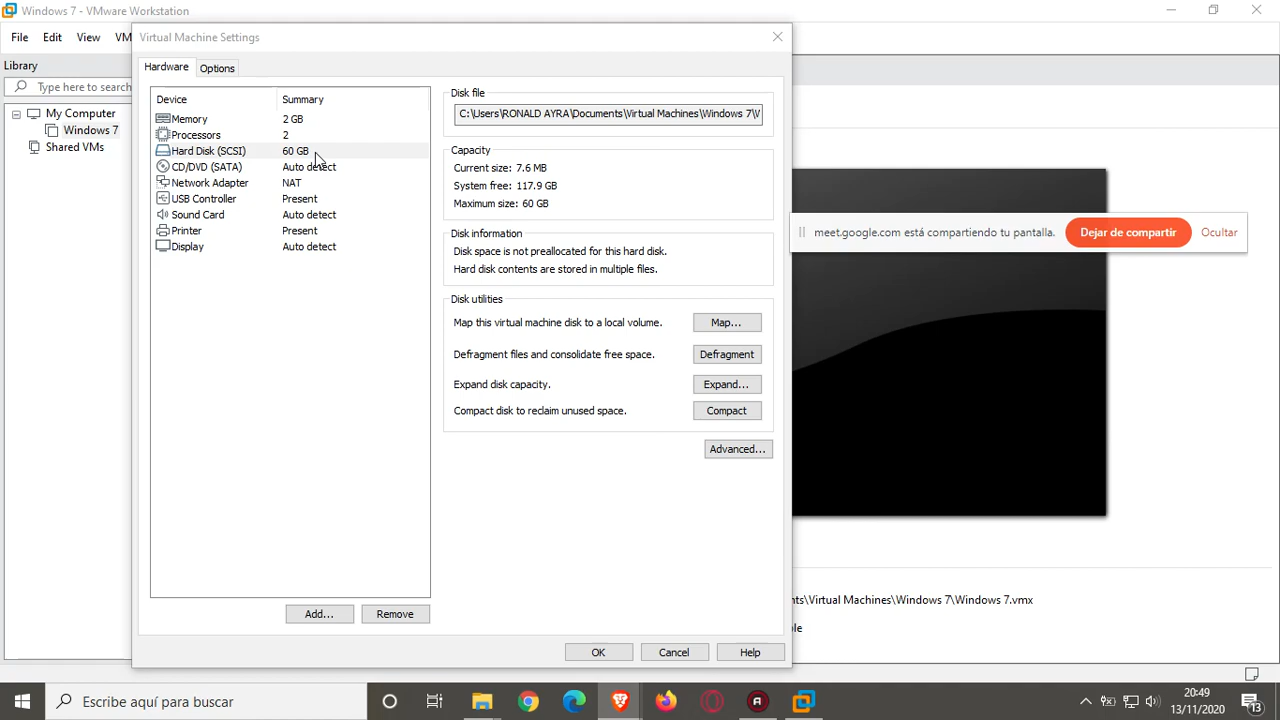 Windows 7 - VMware Workstation
File Edit View VM
Library
Type here to search
My Computer
Windows 7
Shared VMs
Virtual Machine Settings
Hardware Options
Device Summary
Memory 2 GB
Processors 2
Hard Disk (SCSI) 60 GB
CD/DVD (SATA) Auto detect
Network Adapter NAT
USB Controller Present
Sound Card Auto detect
Printer Present
Display Auto detect
Add... Remove
Disk file
C:\Users\RONALD AYRA\Documents\Virtual Machines\Windows 7\V
Capacity
Current size: 7.6 MB
System free: 117.9 GB
Maximum size: 60 GB
Disk information
Disk space is not preallocated for this hard disk.
Hard disk contents are stored in multiple files.
Disk utilities
Map this virtual machine disk to a local volume. Map...
Defragment files and consolidate free space. Defragment
Expand disk capacity. Expand...
Compact disk to reclaim unused space. Compact
Advanced...
OK Cancel Help
meet.google.com está compartiendo tu pantalla. Dejar de compartir Ocultar
nts\Virtual Machines\Windows 7\Windows 7.vmx
ble
Escribe aquí para buscar
20:49
13/11/2020
13